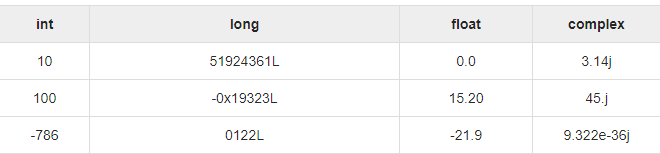 int long float complex
10 51924361L 0.0 3.14j
100 -0x19323L 15.20 45.j
-786 0122L -21.9 9.322e-36j